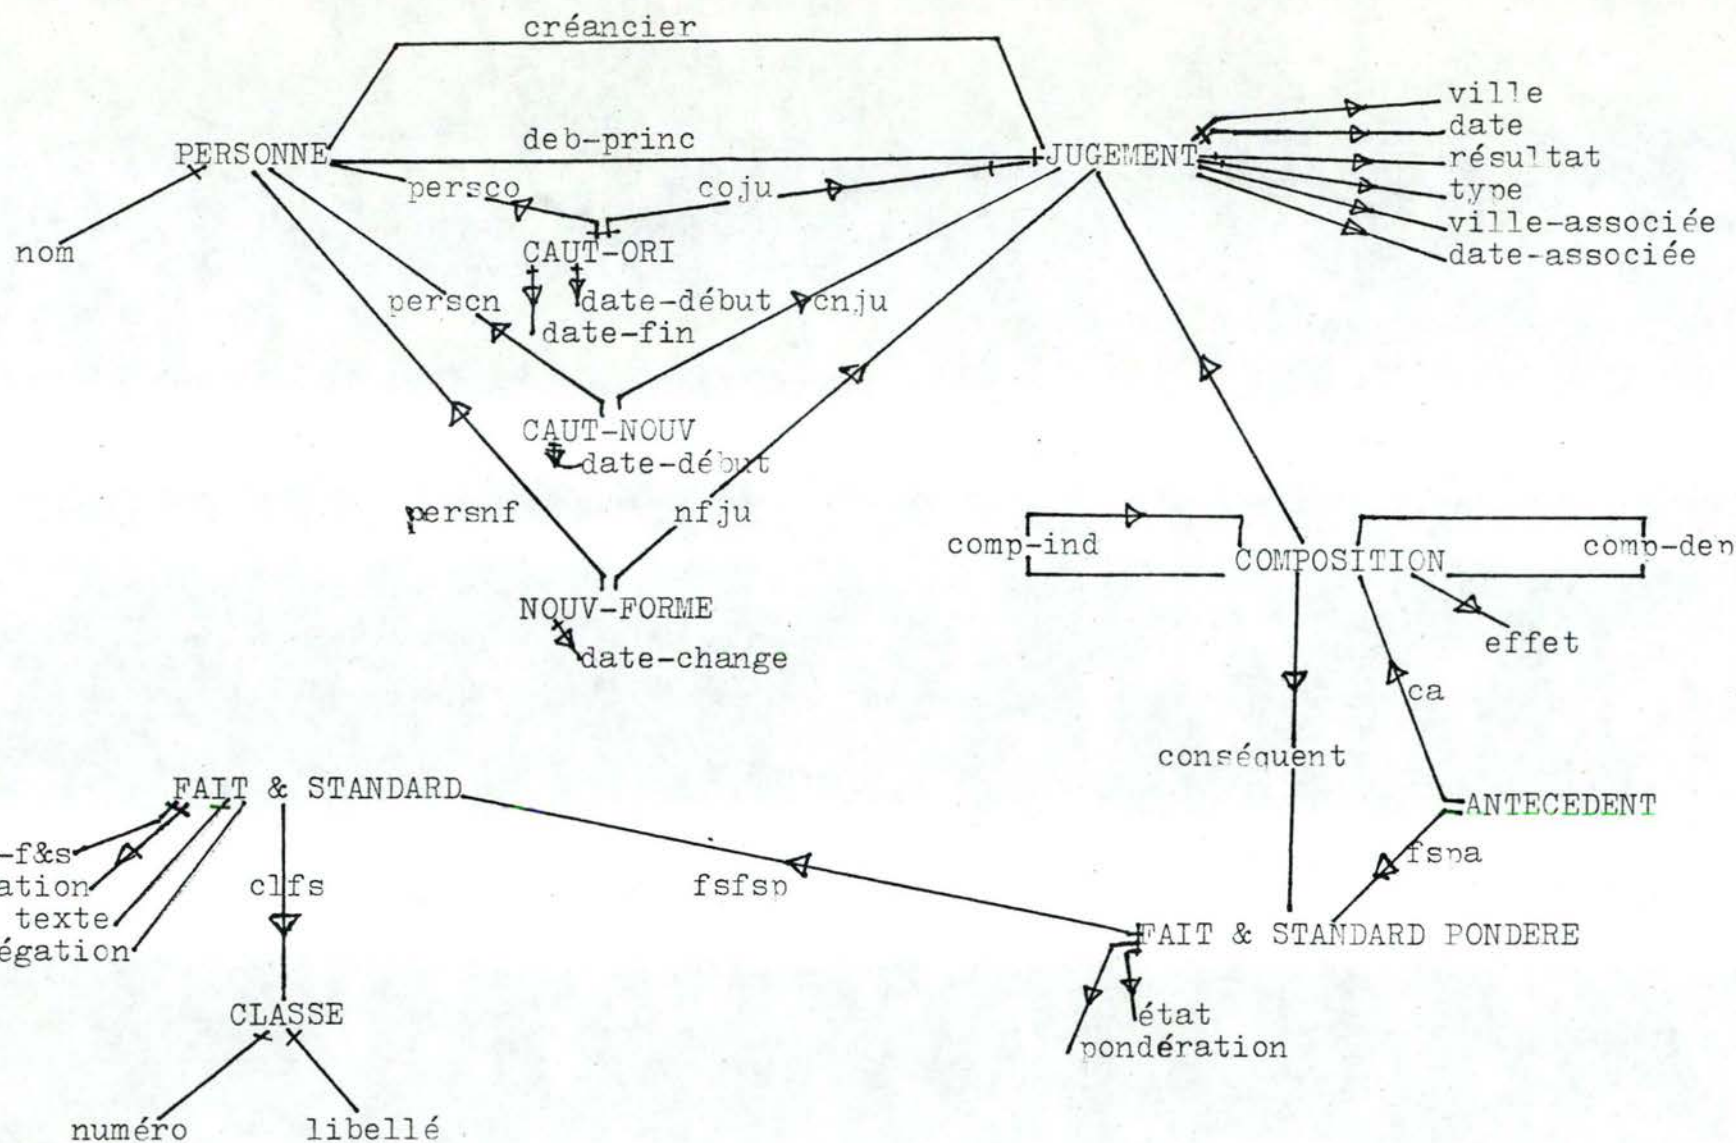 créancier
ville
date
deb-princ
PERSONNE
JUGEMENT
résultat
persco
coju
type
ville-associée
nom
CAUT-ORI
date-associée
perscn
date-début
cnju
date-fin
CAUT-NOUV
date-début
persnf
nfju
comp-ind
COMPOSITION
comp-den
NOUV-FORME
effet
date-change
ca
conséquent
FAIT & STANDARD
ANTECEDENT
-f&s
fspa
ation
clfs
fsfsp
texte
égation
FAIT & STANDARD PONDERE
CLASSE
état
pondération
numéro
libellé